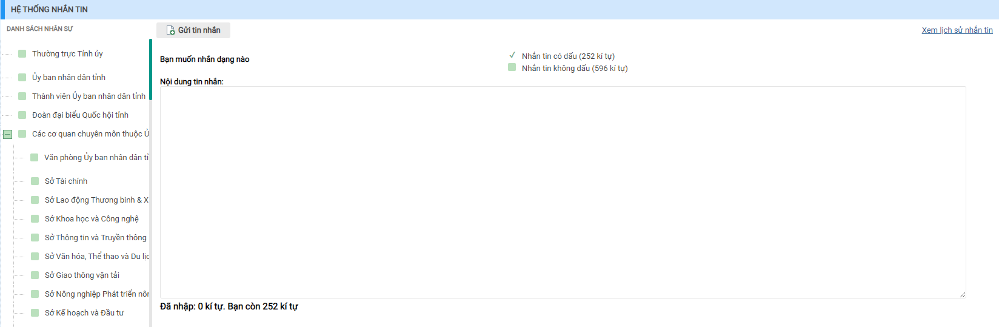 HỆ THỐNG NHẮN TIN
DANH SÁCH NHÂN SỰ
Thường trực Tỉnh ủy
Ủy ban nhân dân tỉnh
Thành viên Ủy ban nhân dân tỉnh
Đoàn đại biểu Quốc hội tỉnh
Các cơ quan chuyên môn thuộc Ủ
Văn phòng Ủy ban nhân dân tỉ
Sở Tài chính
Sở Lao động Thương binh & X
Sở Khoa học và Công nghệ
Sở Thông tin và Truyền thông
Sở Văn hóa, Thể thao và Du lịc
Sở Giao thông vận tải
Sở Nông nghiệp Phát triển nôn
Sở Kế hoạch và Đầu tư
Gửi tin nhắn
Xem lịch sử nhắn tin
Bạn muốn nhắn dạng nào
Nhắn tin có dấu (252 kí tự)
Nhắn tin không dấu (596 kí tự)
Nội dung tin nhắn:
Đã nhập: 0 kí tự. Bạn còn 252 kí tự